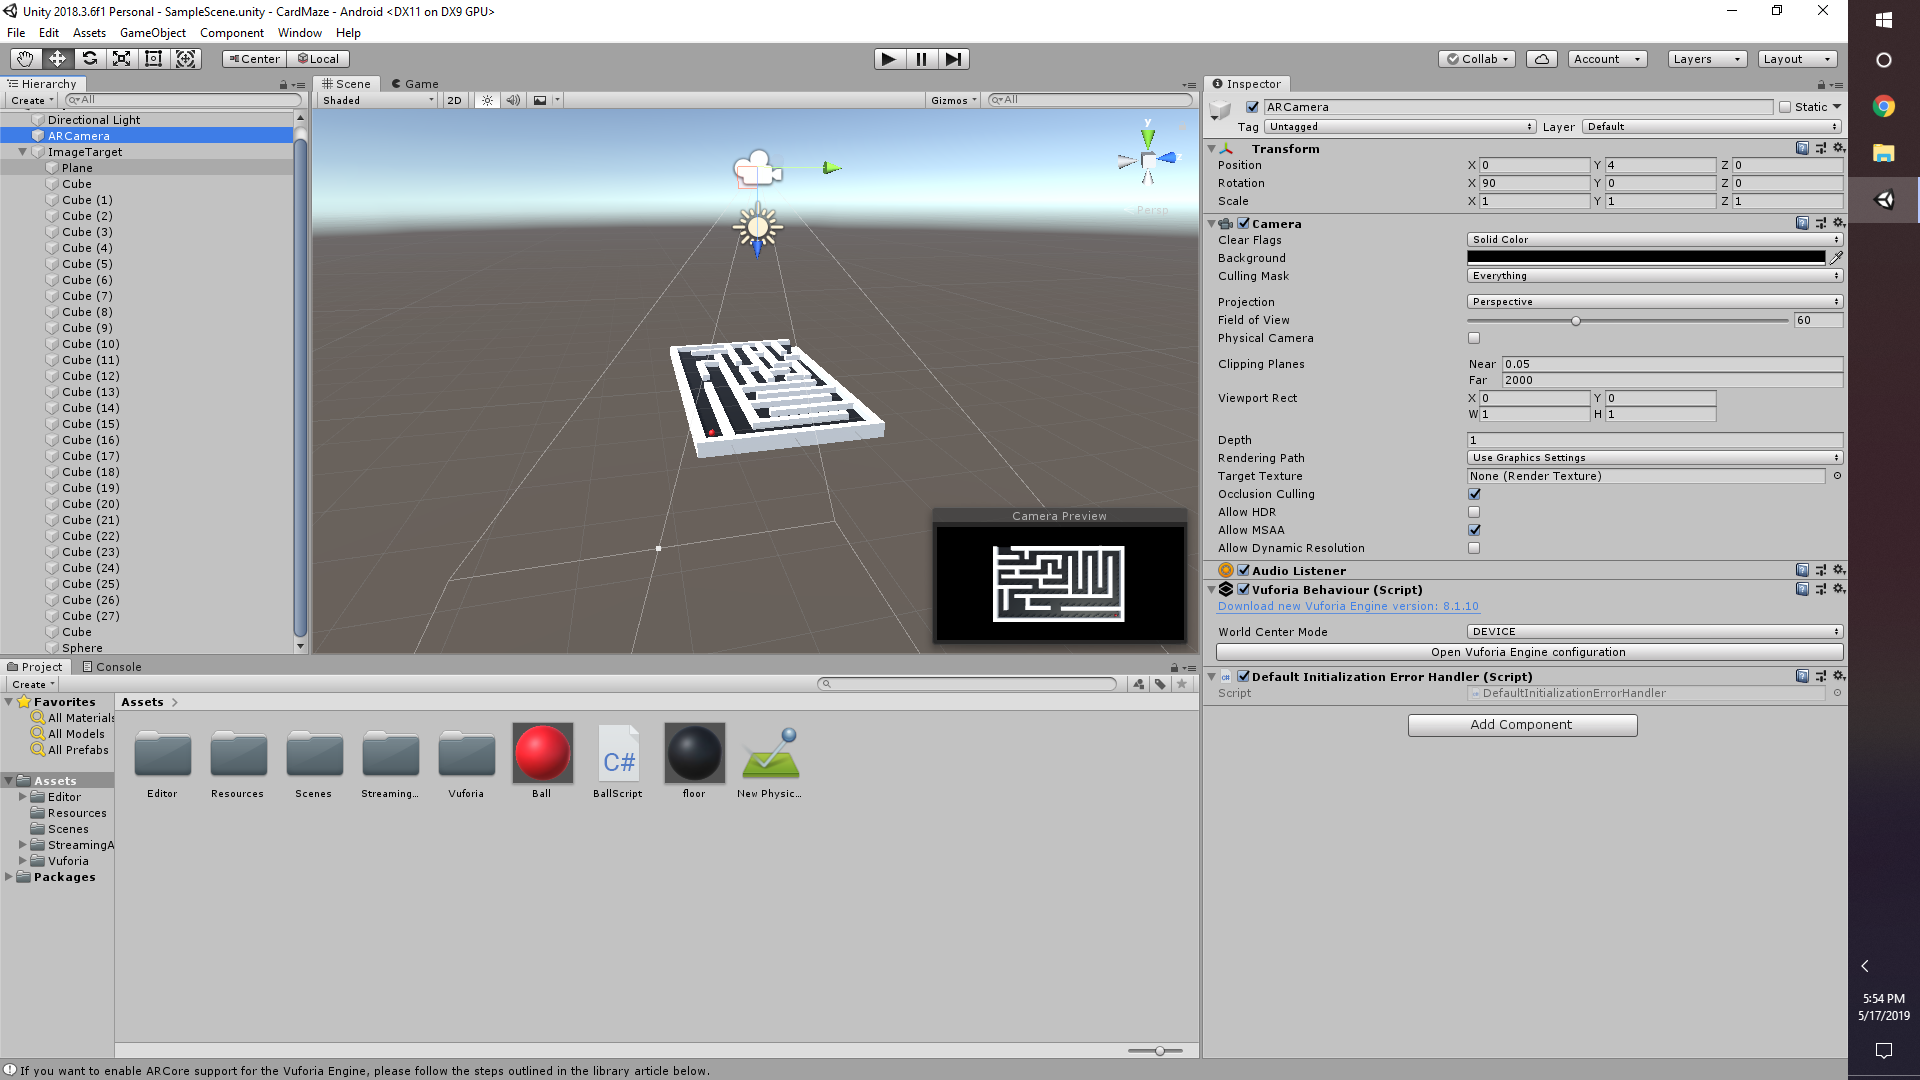 Unity 2018.3.6f1 Personal - SampleScene.unity - CardMaze - Android <DX11 on DX9 GPU>
File Edit Assets GameObject Component Window Help
Center Local
Collab Account Layers Layout
Hierarchy
Create All
Directional Light
ARCamera
ImageTarget
Plane
Cube
Cube (1)
Cube (2)
Cube (3)
Cube (4)
Cube (5)
Cube (6)
Cube (7)
Cube (8)
Cube (9)
Cube (10)
Cube (11)
Cube (12)
Cube (13)
Cube (14)
Cube (15)
Cube (16)
Cube (17)
Cube (18)
Cube (19)
Cube (20)
Cube (21)
Cube (22)
Cube (23)
Cube (24)
Cube (25)
Cube (26)
Cube (27)
Cube
Sphere
Scene Game
Shaded 2D Gizmos All
y
z
Persp
Camera Preview
Inspector
ARCamera Static
Tag Untagged Layer Default
Transform
Position X 0 Y 4 Z 0
Rotation X 90 Y 0 Z 0
Scale X 1 Y 1 Z 1
Camera
Clear Flags Solid Color
Background
Culling Mask Everything
Projection Perspective
Field of View 60
Physical Camera
Clipping Planes Near 0.05
Far 2000
Viewport Rect X 0 Y 0
W 1 H 1
Depth 1
Rendering Path Use Graphics Settings
Target Texture None (Render Texture)
Occlusion Culling
Allow HDR
Allow MSAA
Allow Dynamic Resolution
Audio Listener
Vuforia Behaviour (Script)
Download new Vuforia Engine version: 8.1.10
World Center Mode DEVICE
Open Vuforia Engine configuration
Default Initialization Error Handler (Script)
Script DefaultInitializationErrorHandler
Add Component
Project Console
Create
Favorites
All Materials
All Models
All Prefabs
Assets
Editor
Resources
Scenes
StreamingA
Vuforia
Packages
Assets
C#
Editor Resources Scenes Streaming... Vuforia Ball BallScript floor New Physic...
If you want to enable ARCore support for the Vuforia Engine, please follow the steps outlined in the library article below.
5:54 PM
5/17/2019